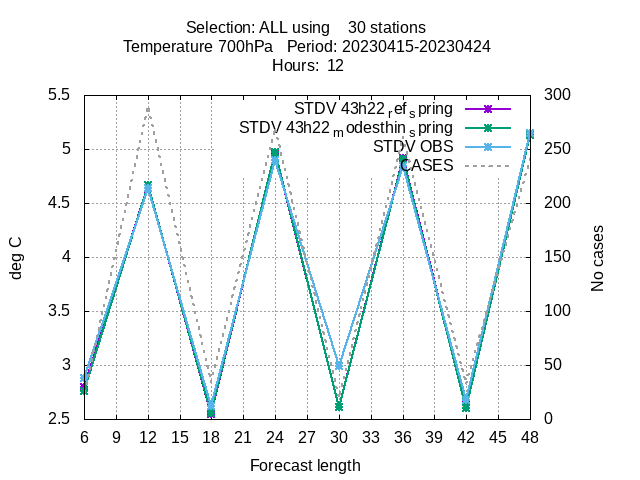 Selection: ALL using    30 stations
Temperature 700hPa   Period: 20230415-20230424
Hours:  12
5.5 300
STDV 43h22 ref spring
STDV 43h22 modesthin spring
5 STDV OBS 250
CASES
4.5 200
4 150
deg C No cases
3.5 100
3 50
2.5 0
6 9 12 15 18 21 24 27 30 33 36 39 42 45 48
Forecast length